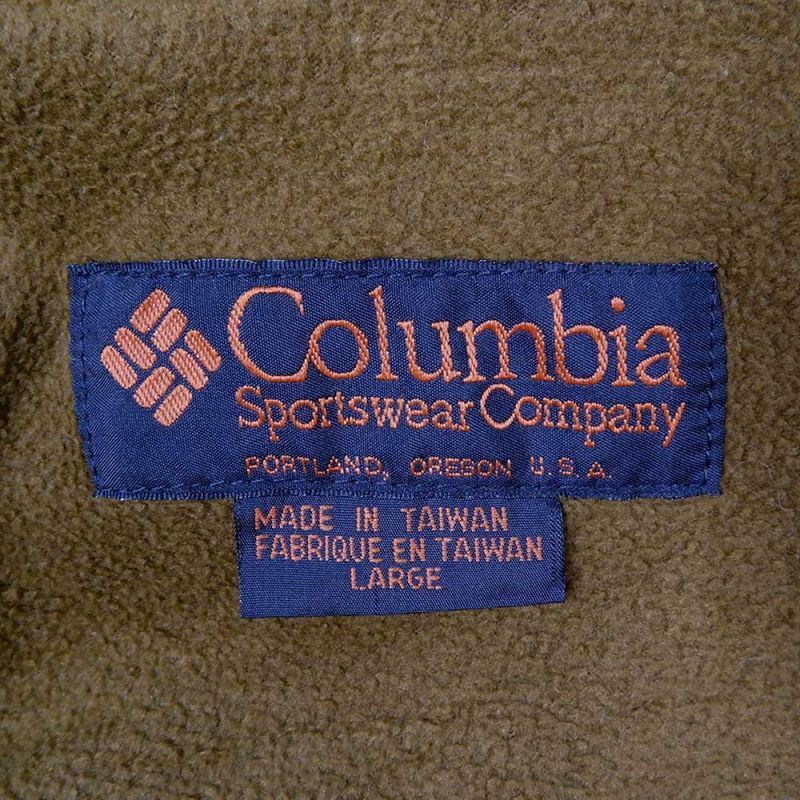 Columbia
Sportswear Company
PORTLAND, OREGON U.S.A.
MADE IN TAIWAN
FABRIQUE EN TAIWAN
LARGE